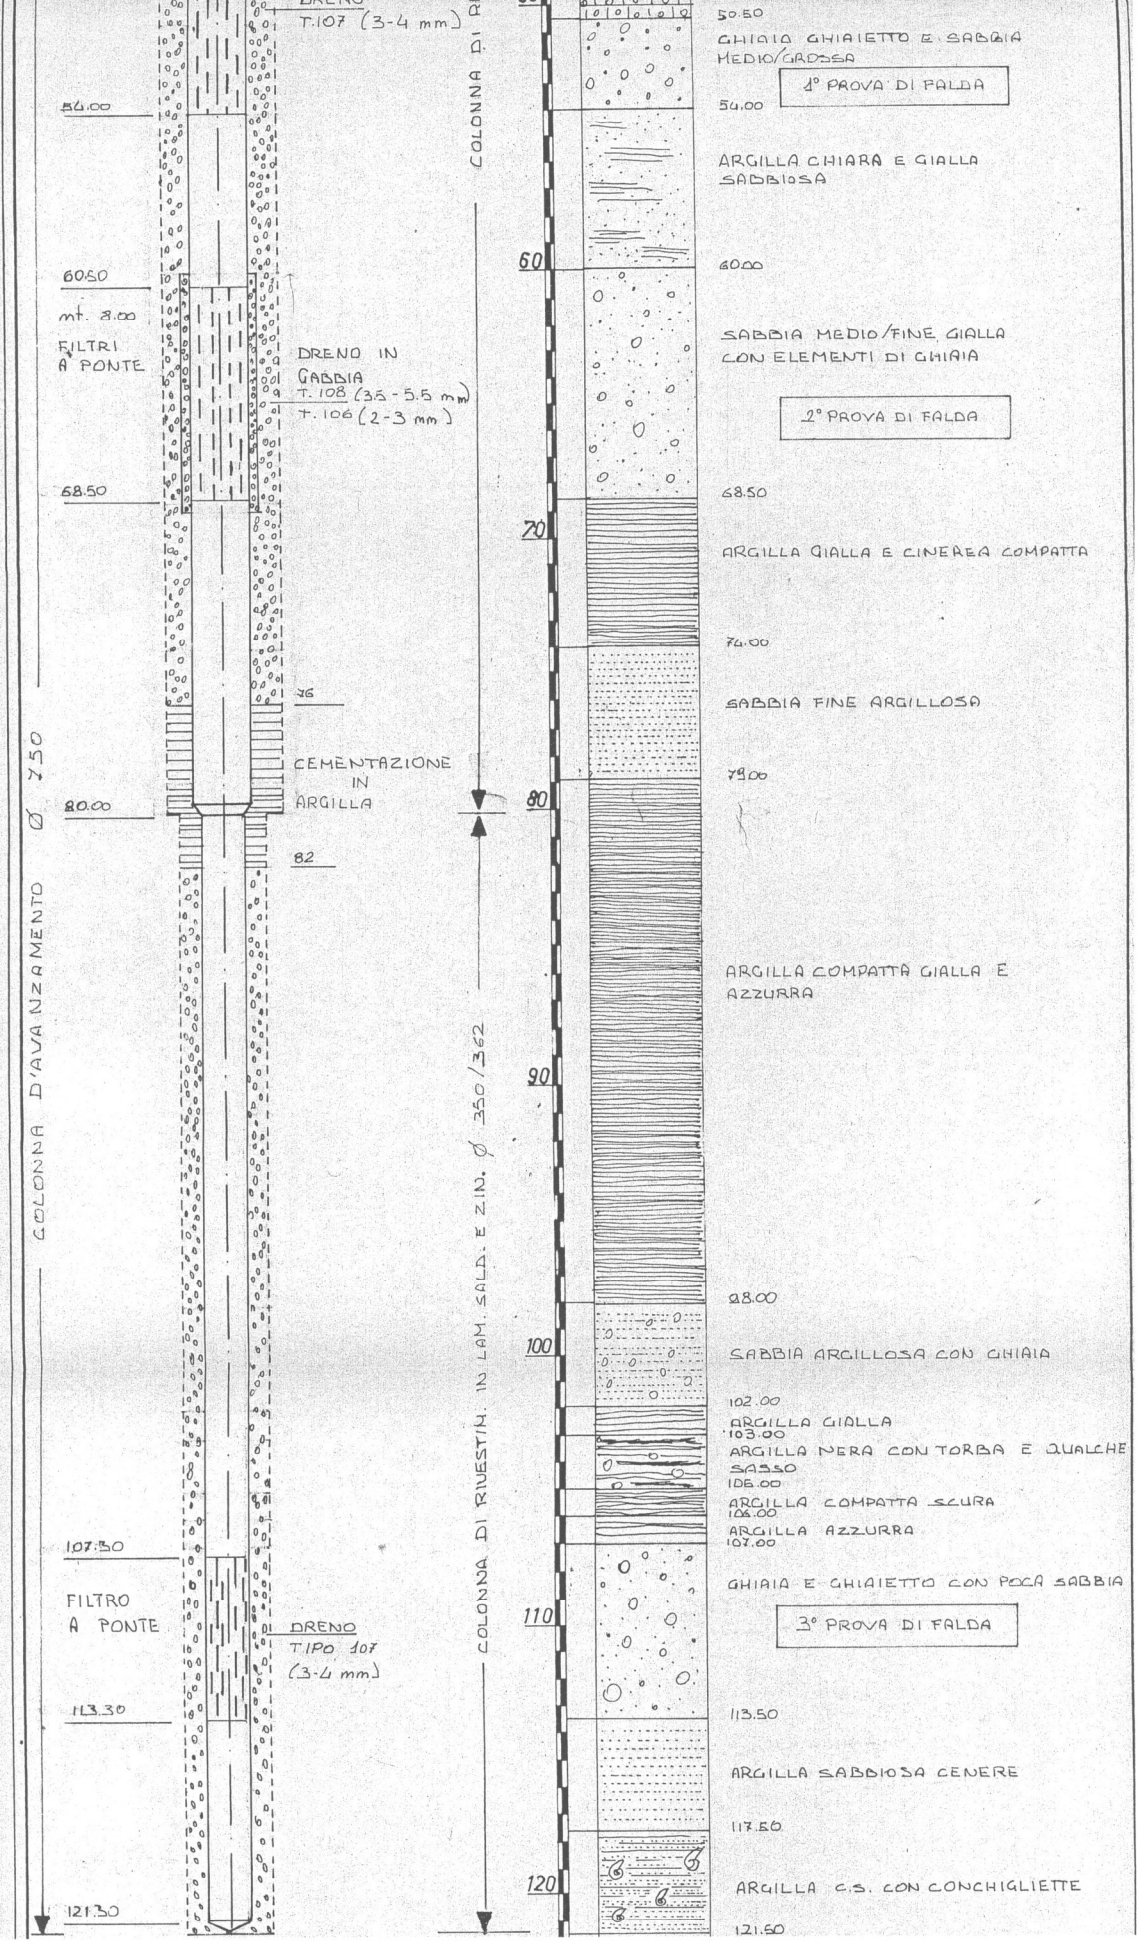 T.107 (3-4 mm)
54.00
60.50
mt. 8.00
FILTRI
A PONTE
DRENO IN
GABBIA
T. 108 (3.5-5.5 mm)
T. 106 (2-3 mm)
68.50
76
CEMENTAZIONE
IN
ARGILLA
80.00
82
107.50
FILTRO
A PONTE
DRENO
TIPO 107
(3-4 mm)
113.30
121.30
COLONNA D'AVANZAMENTO Ø 750
COLONNA DI
COLONNA DI RIVESTIM. IN LAM. SALD. E ZIN. Ø 350/362
60
70
80
90
100
110
120
50.50
GHIAIA GHIAIETTO E SABBIA
MEDIO/GROSSA
1° PROVA DI FALDA
54.00
ARGILLA CHIARA E GIALLA
SABBIOSA
60.00
SABBIA MEDIO/FINE GIALLA
CON ELEMENTI DI GHIAIA
2° PROVA DI FALDA
68.50
ARGILLA GIALLA E CINEREA COMPATTA
74.00
SABBIA FINE ARGILLOSA
79.00
ARGILLA COMPATTA GIALLA E
AZZURRA
98.00
SABBIA ARGILLOSA CON GHIAIA
102.00
ARGILLA GIALLA
103.00
ARGILLA NERA CON TORBA E QUALCHE
SASSO
ARGILLA COMPATTA SCURA
106.00
ARGILLA AZZURRA
107.00
GHIAIA E GHIAIETTO CON POCA SABBIA
3° PROVA DI FALDA
113.50
ARGILLA SABBIOSA CENERE
117.50
ARGILLA C.S. CON CONCHIGLIETTE
121.50